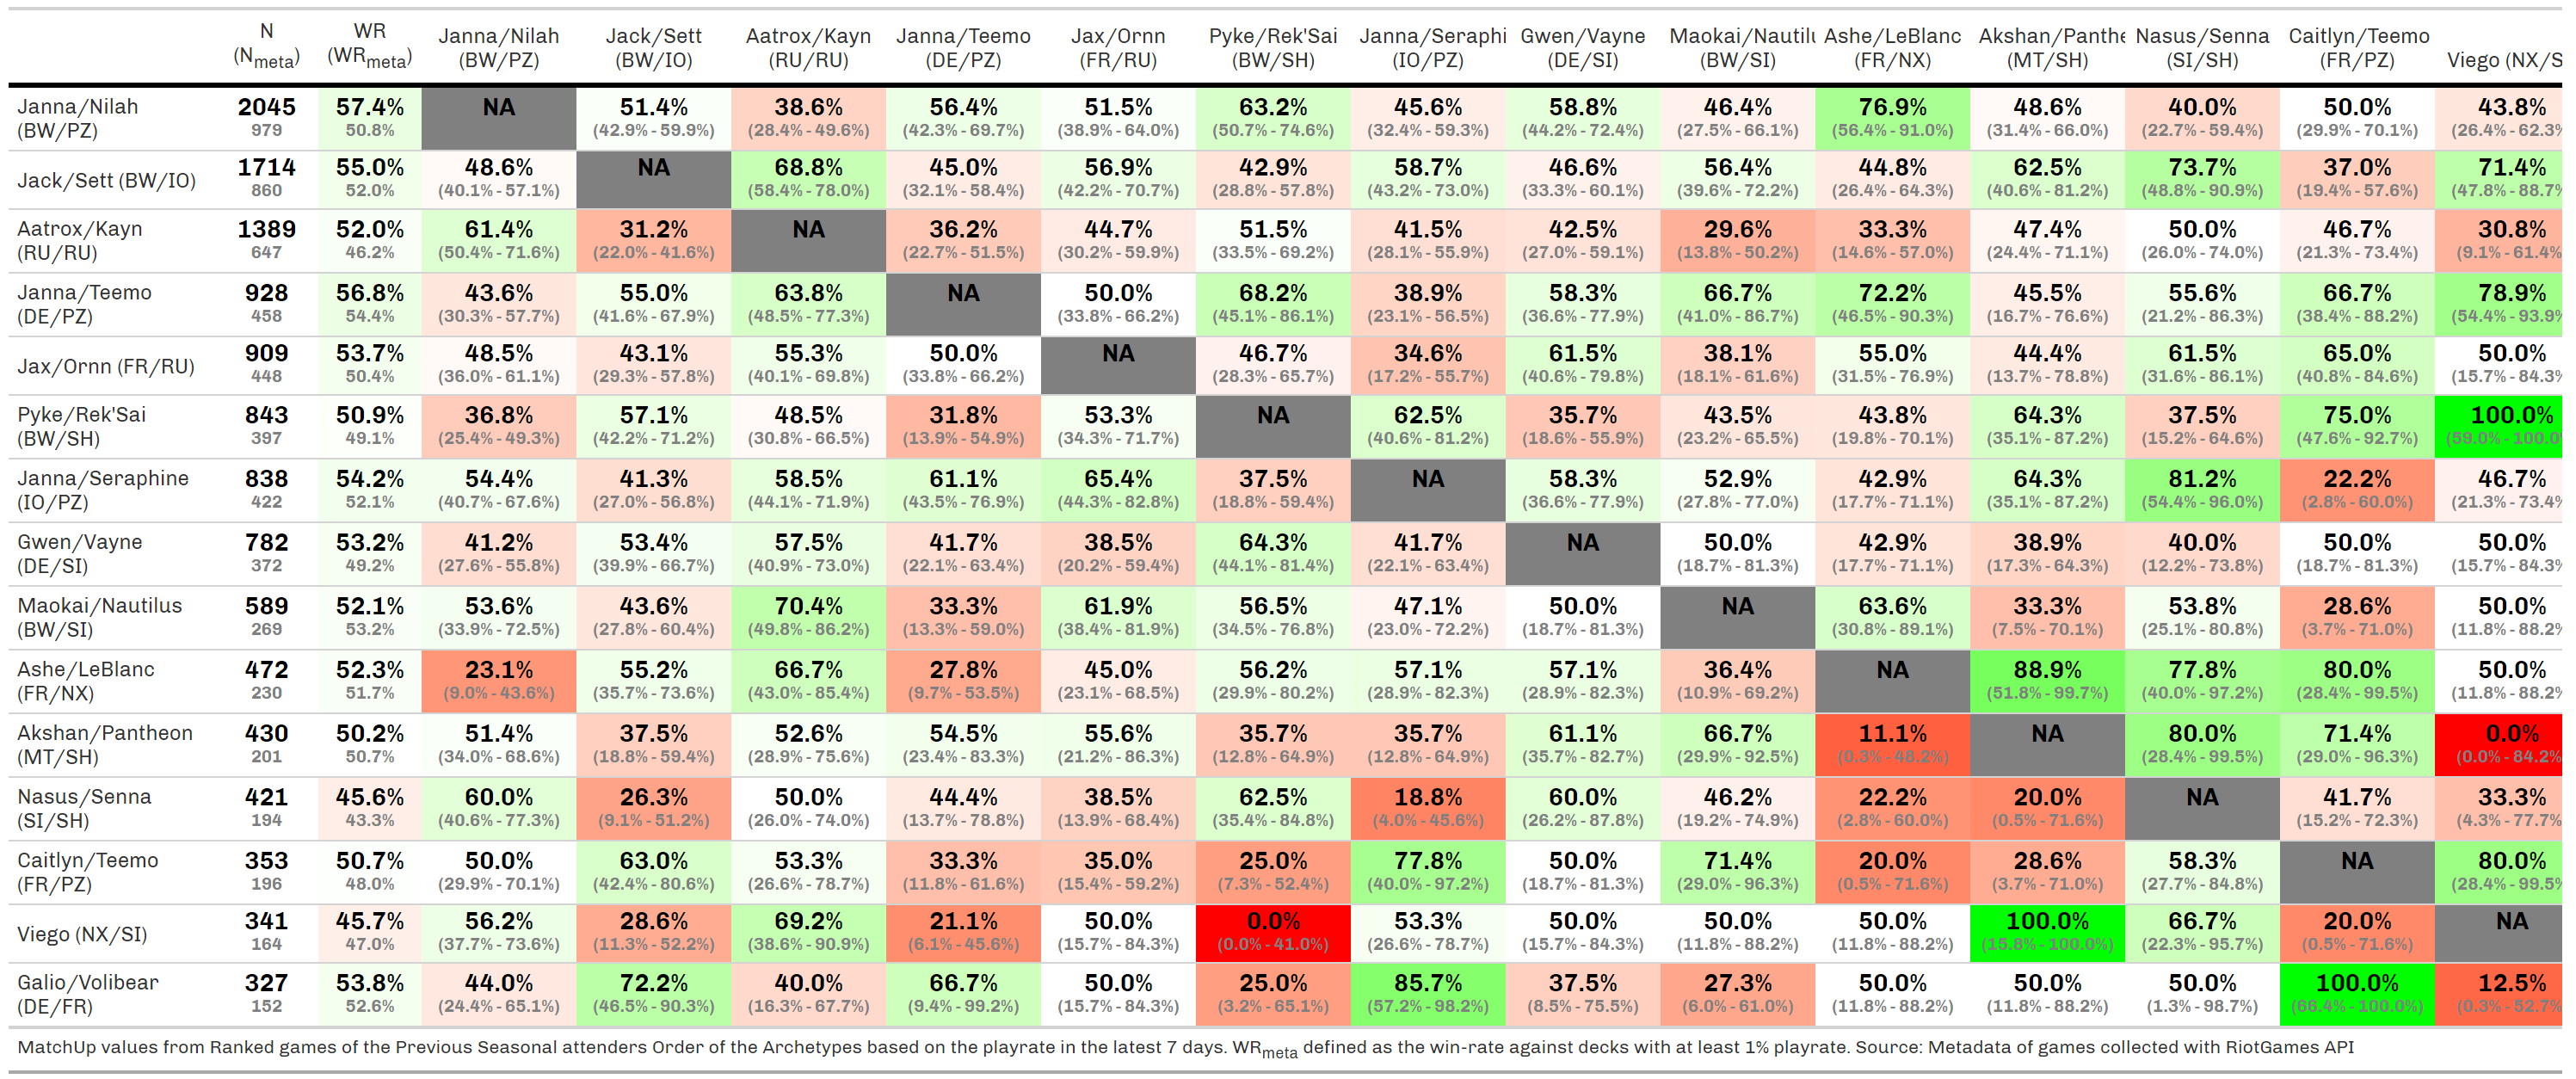 N WR Janna/Nilah Jack/Sett Aatrox/Kayn Janna/Teemo Jax/Ornn Pyke/Rek'Sai Janna/Seraphi Gwen/Vayne Maokai/Nautil Ashe/LeBlanc Akshan/Panthe Nasus/Senna Caitlyn/Teemo
(Nmeta) (WRmeta) (BW/PZ) (BW/IO) (RU/RU) (DE/PZ) (FR/RU) (BW/SH) (IO/PZ) (DE/SI) (BW/SI) (FR/NX) (MT/SH) (SI/SH) (FR/PZ) Viego (NX/S
Janna/Nilah 2045 57.4% NA 51.4% 38.6% 56.4% 51.5% 63.2% 45.6% 58.8% 46.4% 76.9% 48.6% 40.0% 50.0% 43.8%
(BW/PZ) 979 50.8% (42.9% - 59.9%) (28.4% - 49.6%) (42.3% - 69.7%) (38.9% - 64.0%) (50.7% - 74.6%) (32.4% - 59.3%) (44.2% - 72.4%) (27.5% - 66.1%) (56.4% - 91.0%) (31.4% - 66.0%) (22.7% - 59.4%) (29.9% - 70.1%) (26.4% - 62.3%
Jack/Sett (BW/IO) 1714 55.0% 48.6% NA 68.8% 45.0% 56.9% 42.9% 58.7% 46.6% 56.4% 44.8% 62.5% 73.7% 37.0% 71.4%
860 52.0% (40.1% - 57.1%) (58.4% - 78.0%) (32.1% - 58.4%) (42.2% - 70.7%) (28.8% - 57.8%) (43.2% - 73.0%) (33.3% - 60.1%) (39.6% - 72.2%) (26.4% - 64.3%) (40.6% - 81.2%) (48.8% - 90.9%) (19.4% - 57.6%) (47.8% - 88.7%
Aatrox/Kayn 1389 52.0% 61.4% 31.2% NA 36.2% 44.7% 51.5% 41.5% 42.5% 29.6% 33.3% 47.4% 50.0% 46.7% 30.8%
(RU/RU) 647 46.2% (50.4% - 71.6%) (22.0% - 41.6%) (22.7% - 51.5%) (30.2% - 59.9%) (33.5% - 69.2%) (28.1% - 55.9%) (27.0% - 59.1%) (13.8% - 50.2%) (14.6% - 57.0%) (24.4% - 71.1%) (26.0% - 74.0%) (21.3% - 73.4%) (9.1% - 61.4%
Janna/Teemo 928 56.8% 43.6% 55.0% 63.8% NA 50.0% 68.2% 38.9% 58.3% 66.7% 72.2% 45.5% 55.6% 66.7% 78.9%
(DE/PZ) 458 54.4% (30.3% - 57.7%) (41.6% - 67.9%) (48.5% - 77.3%) (33.8% - 66.2%) (45.1% - 86.1%) (23.1% - 56.5%) (36.6% - 77.9%) (41.0% - 86.7%) (46.5% - 90.3%) (16.7% - 76.6%) (21.2% - 86.3%) (38.4% - 88.2%) (54.4% - 93.9%
Jax/Ornn (FR/RU) 909 53.7% 48.5% 43.1% 55.3% 50.0% NA 46.7% 34.6% 61.5% 38.1% 55.0% 44.4% 61.5% 65.0% 50.0%
448 50.4% (36.0% - 61.1%) (29.3% - 57.8%) (40.1% - 69.8%) (33.8% - 66.2%) (28.3% - 65.7%) (17.2% - 55.7%) (40.6% - 79.8%) (18.1% - 61.6%) (31.5% - 76.9%) (13.7% - 78.8%) (31.6% - 86.1%) (40.8% - 84.6%) (15.7% - 84.3%
Pyke/Rek'Sai 843 50.9% 36.8% 57.1% 48.5% 31.8% 53.3% NA 62.5% 35.7% 43.5% 43.8% 64.3% 37.5% 75.0% 100.0%
(BW/SH) 397 49.1% (25.4% - 49.3%) (42.2% - 71.2%) (30.8% - 66.5%) (13.9% - 54.9%) (34.3% - 71.7%) (40.6% - 81.2%) (18.6% - 55.9%) (23.2% - 65.5%) (19.8% - 70.1%) (35.1% - 87.2%) (15.2% - 64.6%) (47.6% - 92.7%) (59.0% - 100.0
Janna/Seraphine 838 54.2% 54.4% 41.3% 58.5% 61.1% 65.4% 37.5% NA 58.3% 52.9% 42.9% 64.3% 81.2% 22.2% 46.7%
(IO/PZ) 422 52.1% (40.7% - 67.6%) (27.0% - 56.8%) (44.1% - 71.9%) (43.5% - 76.9%) (44.3% - 82.8%) (18.8% - 59.4%) (36.6% - 77.9%) (27.8% - 77.0%) (17.7% - 71.1%) (35.1% - 87.2%) (54.4% - 96.0%) (2.8% - 60.0%) (21.3% - 73.4%
Gwen/Vayne 782 53.2% 41.2% 53.4% 57.5% 41.7% 38.5% 64.3% 41.7% NA 50.0% 42.9% 38.9% 40.0% 50.0% 50.0%
(DE/SI) 372 49.2% (27.6% - 55.8%) (39.9% - 66.7%) (40.9% - 73.0%) (22.1% - 63.4%) (20.2% - 59.4%) (44.1% - 81.4%) (22.1% - 63.4%) (18.7% - 81.3%) (17.7% - 71.1%) (17.3% - 64.3%) (12.2% - 73.8%) (18.7% - 81.3%) (15.7% - 84.3%
Maokai/Nautilus 589 52.1% 53.6% 43.6% 70.4% 33.3% 61.9% 56.5% 47.1% 50.0% NA 63.6% 33.3% 53.8% 28.6% 50.0%
(BW/SI) 269 53.2% (33.9% - 72.5%) (27.8% - 60.4%) (49.8% - 86.2%) (13.3% - 59.0%) (38.4% - 81.9%) (34.5% - 76.8%) (23.0% - 72.2%) (18.7% - 81.3%) (30.8% - 89.1%) (7.5% - 70.1%) (25.1% - 80.8%) (3.7% - 71.0%) (11.8% - 88.2%
Ashe/LeBlanc 472 52.3% 23.1% 55.2% 66.7% 27.8% 45.0% 56.2% 57.1% 57.1% 36.4% NA 88.9% 77.8% 80.0% 50.0%
(FR/NX) 230 51.7% (9.0% - 43.6%) (35.7% - 73.6%) (43.0% - 85.4%) (9.7% - 53.5%) (23.1% - 68.5%) (29.9% - 80.2%) (28.9% - 82.3%) (28.9% - 82.3%) (10.9% - 69.2%) (51.8% - 99.7%) (40.0% - 97.2%) (28.4% - 99.5%) (11.8% - 88.2%
Akshan/Pantheon 430 50.2% 51.4% 37.5% 52.6% 54.5% 55.6% 35.7% 35.7% 61.1% 66.7% 11.1% NA 80.0% 71.4% 0.0%
(MT/SH) 201 50.7% (34.0% - 68.6%) (18.8% - 59.4%) (28.9% - 75.6%) (23.4% - 83.3%) (21.2% - 86.3%) (12.8% - 64.9%) (12.8% - 64.9%) (35.7% - 82.7%) (29.9% - 92.5%) (0.3% - 48.2%) (28.4% - 99.5%) (29.0% - 96.3%) (0.0% - 84.2%
Nasus/Senna 421 45.6% 60.0% 26.3% 50.0% 44.4% 38.5% 62.5% 18.8% 60.0% 46.2% 22.2% 20.0% NA 41.7% 33.3%
(SI/SH) 194 43.3% (40.6% - 77.3%) (9.1% - 51.2%) (26.0% - 74.0%) (13.7% - 78.8%) (13.9% - 68.4%) (35.4% - 84.8%) (4.0% - 45.6%) (26.2% - 87.8%) (19.2% - 74.9%) (2.8% - 60.0%) (0.5% - 71.6%) (15.2% - 72.3%) (4.3% - 77.7%
Caitlyn/Teemo 353 50.7% 50.0% 63.0% 53.3% 33.3% 35.0% 25.0% 77.8% 50.0% 71.4% 20.0% 28.6% 58.3% NA 80.0%
(FR/PZ) 196 48.0% (29.9% - 70.1%) (42.4% - 80.6%) (26.6% - 78.7%) (11.8% - 61.6%) (15.4% - 59.2%) (7.3% - 52.4%) (40.0% - 97.2%) (18.7% - 81.3%) (29.0% - 96.3%) (0.5% - 71.6%) (3.7% - 71.0%) (27.7% - 84.8%) (28.4% - 99.5%
Viego (NX/SI) 341 45.7% 56.2% 28.6% 69.2% 21.1% 50.0% 0.0% 53.3% 50.0% 50.0% 50.0% 100.0% 66.7% 20.0% NA
164 47.0% (37.7% - 73.6%) (11.3% - 52.2%) (38.6% - 90.9%) (6.1% - 45.6%) (15.7% - 84.3%) (0.0% - 41.0%) (26.6% - 78.7%) (15.7% - 84.3%) (11.8% - 88.2%) (11.8% - 88.2%) (15.8% - 100.0%) (22.3% - 95.7%) (0.5% - 71.6%)
Galio/Volibear 327 53.8% 44.0% 72.2% 40.0% 66.7% 50.0% 25.0% 85.7% 37.5% 27.3% 50.0% 50.0% 50.0% 100.0% 12.5%
(DE/FR) 152 52.6% (24.4% - 65.1%) (46.5% - 90.3%) (16.3% - 67.7%) (9.4% - 99.2%) (15.7% - 84.3%) (3.2% - 65.1%) (57.2% - 98.2%) (8.5% - 75.5%) (6.0% - 61.0%) (11.8% - 88.2%) (11.8% - 88.2%) (1.3% - 98.7%) (66.4% - 100.0%) (0.3% - 52.7%
MatchUp values from Ranked games of the Previous Seasonal attenders Order of the Archetypes based on the playrate in the latest 7 days. WRmeta defined as the win-rate against decks with at least 1% playrate. Source: Metadata of games collected with RiotGames API